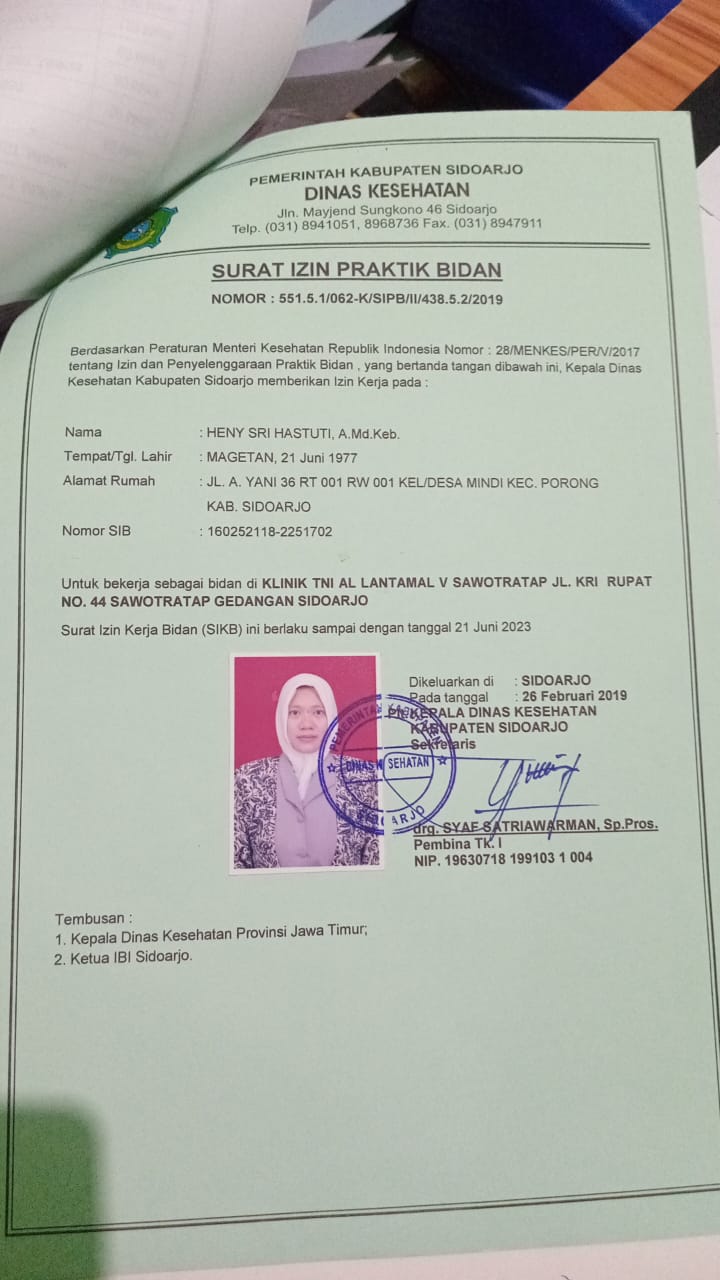 PEMERINTAH KABUPATEN SIDOARJO
DINAS KESEHATAN
Jln. Mayjend Sungkono 46 Sidoarjo
Telp. (031) 8941051, 8968736 Fax. (031) 8947911
SURAT IZIN PRAKTIK BIDAN
NOMOR : 551.5.1/062-K/SIPB/II/438.5.2/2019
Berdasarkan Peraturan Menteri Kesehatan Republik Indonesia Nomor : 28/MENKES/PER/V/2017
tentang Izin dan Penyelenggaraan Praktik Bidan , yang bertanda tangan dibawah ini, Kepala Dinas
Kesehatan Kabupaten Sidoarjo memberikan Izin Kerja pada :
Nama : HENY SRI HASTUTI, A.Md.Keb.
Tempat/Tgl. Lahir : MAGETAN, 21 Juni 1977
Alamat Rumah : JL. A. YANI 36 RT 001 RW 001 KEL/DESA MINDI KEC. PORONG
KAB. SIDOARJO
Nomor SIB : 160252118-2251702
Untuk bekerja sebagai bidan di KLINIK TNI AL LANTAMAL V SAWOTRATAP JL. KRI RUPAT
NO. 44 SAWOTRATAP GEDANGAN SIDOARJO
Surat Izin Kerja Bidan (SIKB) ini berlaku sampai dengan tanggal 21 Juni 2023
Dikeluarkan di : SIDOARJO
Pada tanggal : 26 Februari 2019
KEPALA DINAS KESEHATAN
KABUPATEN SIDOARJO
Sekretaris
drg. SYAF SATRIAWARMAN, Sp.Pros.
Pembina TK. I
NIP. 19630718 199103 1 004
Tembusan :
1. Kepala Dinas Kesehatan Provinsi Jawa Timur;
2. Ketua IBI Sidoarjo.